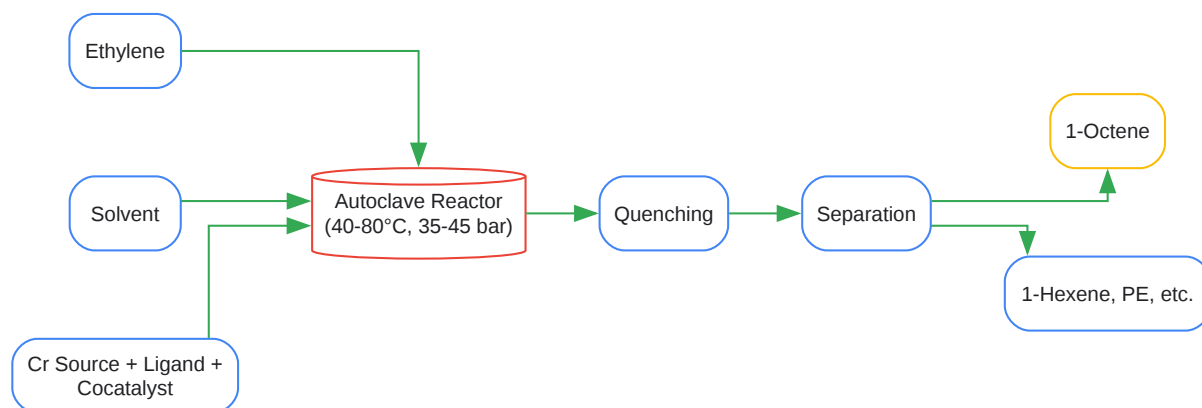 Ethylene
1-Octene
Solvent
Autoclave Reactor
(40-80°C, 35-45 bar)
Quenching
Separation
1-Hexene, PE, etc.
Cr Source + Ligand +
Cocatalyst